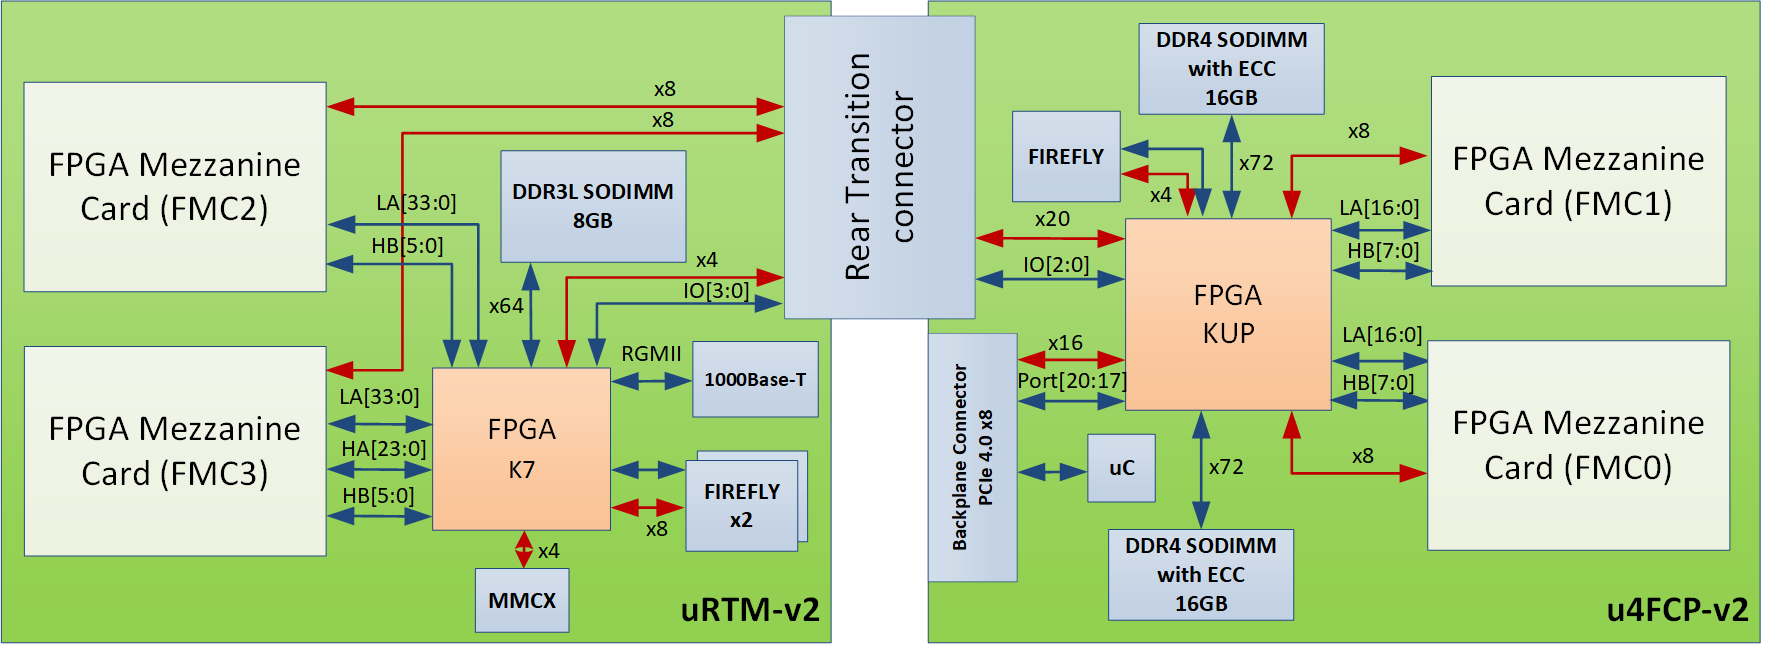 x8
x8
FPGA Mezzanine
Card (FMC2)
LA[33:0]
HB[5:0]
DDR3L SODIMM
8GB
x64
x4
IO[3:0]
RGMII
1000Base-T
FPGA Mezzanine
Card (FMC3)
LA[33:0]
HA[23:0]
HB[5:0]
FPGA
K7
FIREFLY
x2
x8
x4
MMCX
uRTM-v2
Rear Transition
connector
DDR4 SODIMM
with ECC
16GB
FIREFLY
x72
x4
x8
FPGA Mezzanine
Card (FMC1)
LA[16:0]
HB[7:0]
x20
IO[2:0]
FPGA
KUP
x16
Port[20:17]
Backplane Connector
PCIe 4.0 x8
uC
LA[16:0]
HB[7:0]
FPGA Mezzanine
Card (FMC0)
x8
x72
DDR4 SODIMM
with ECC
16GB
u4FCP-v2